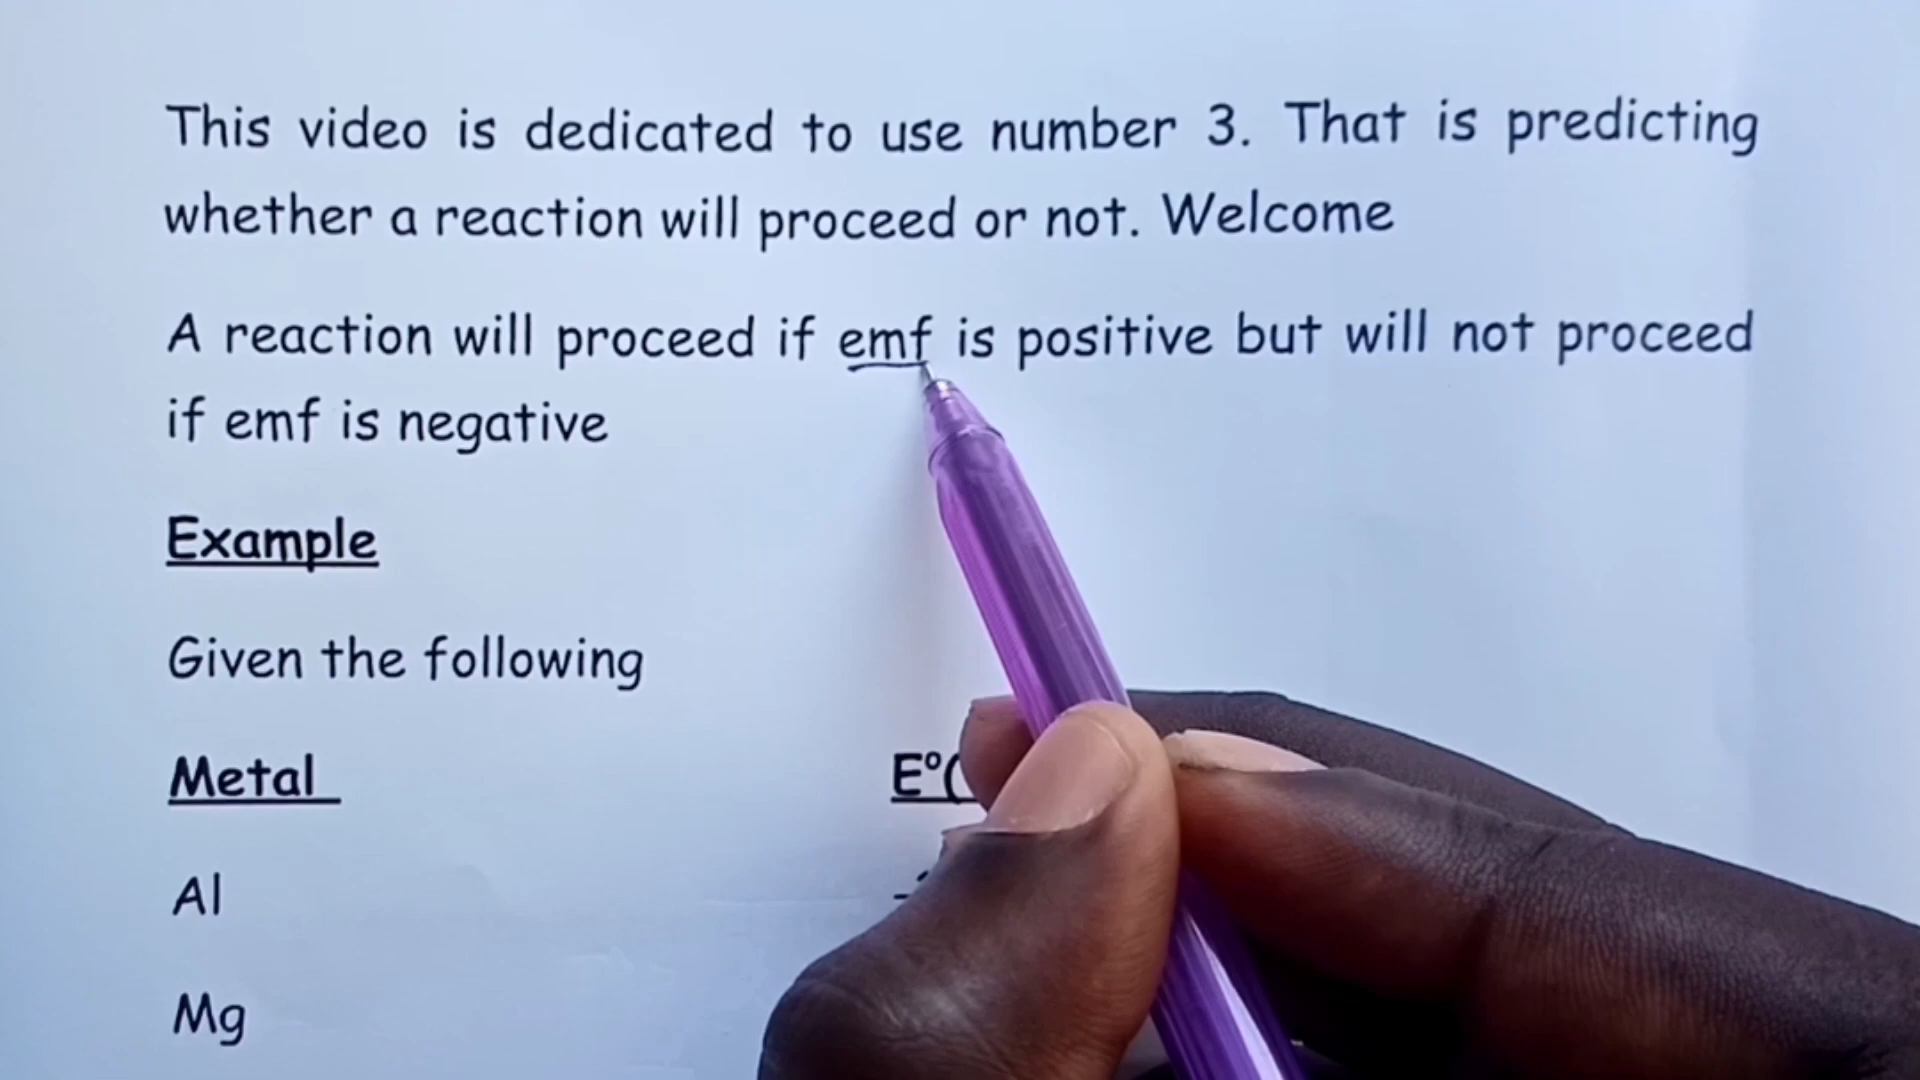 This video is dedicated to use number 3. That is predicting
whether a reaction will proceed or not. Welcome
A reaction will proceed if emf is positive but will not proceed
if emf is negative
Example
Given the following
Metal E°(
Al
Mg